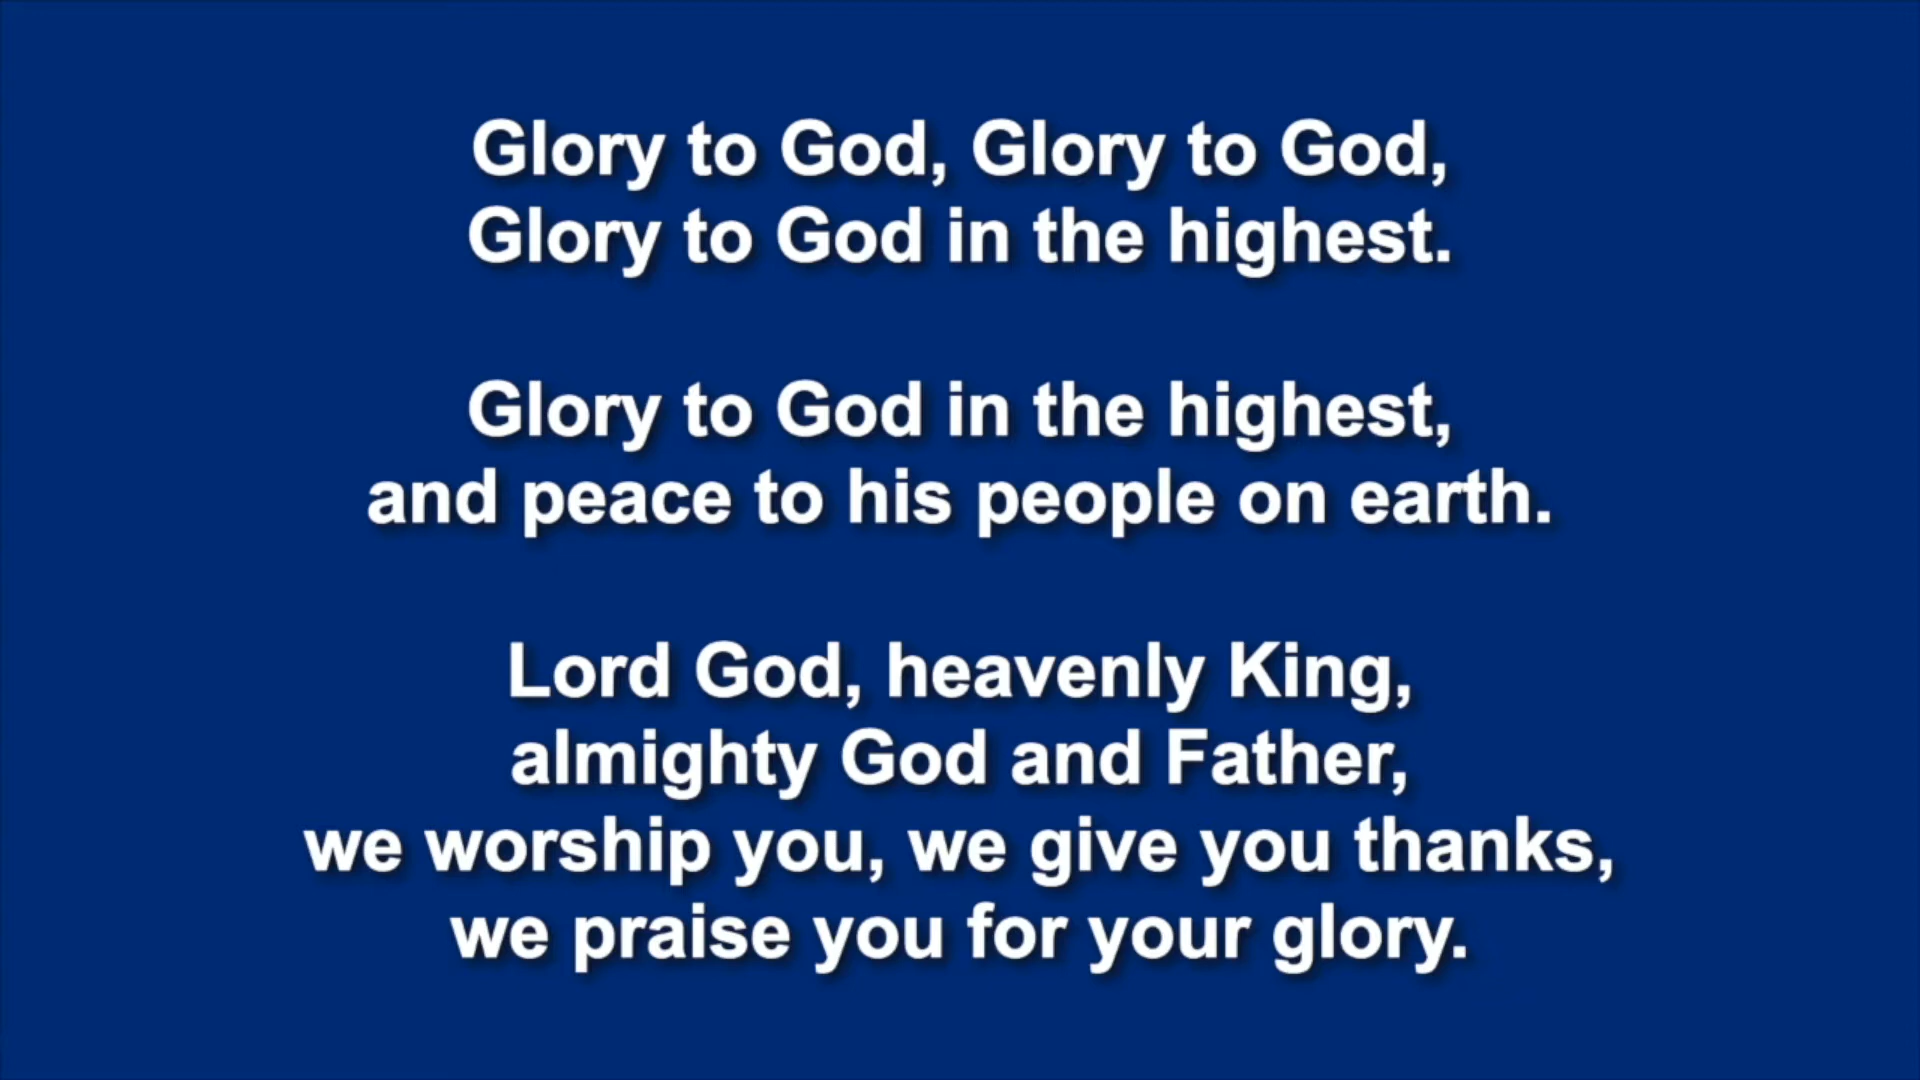 Glory to God, Glory to God,
Glory to God in the highest.
Glory to God in the highest,
and peace to his people on earth.
Lord God, heavenly King,
almighty God and Father,
we worship you, we give you thanks,
we praise you for your glory.